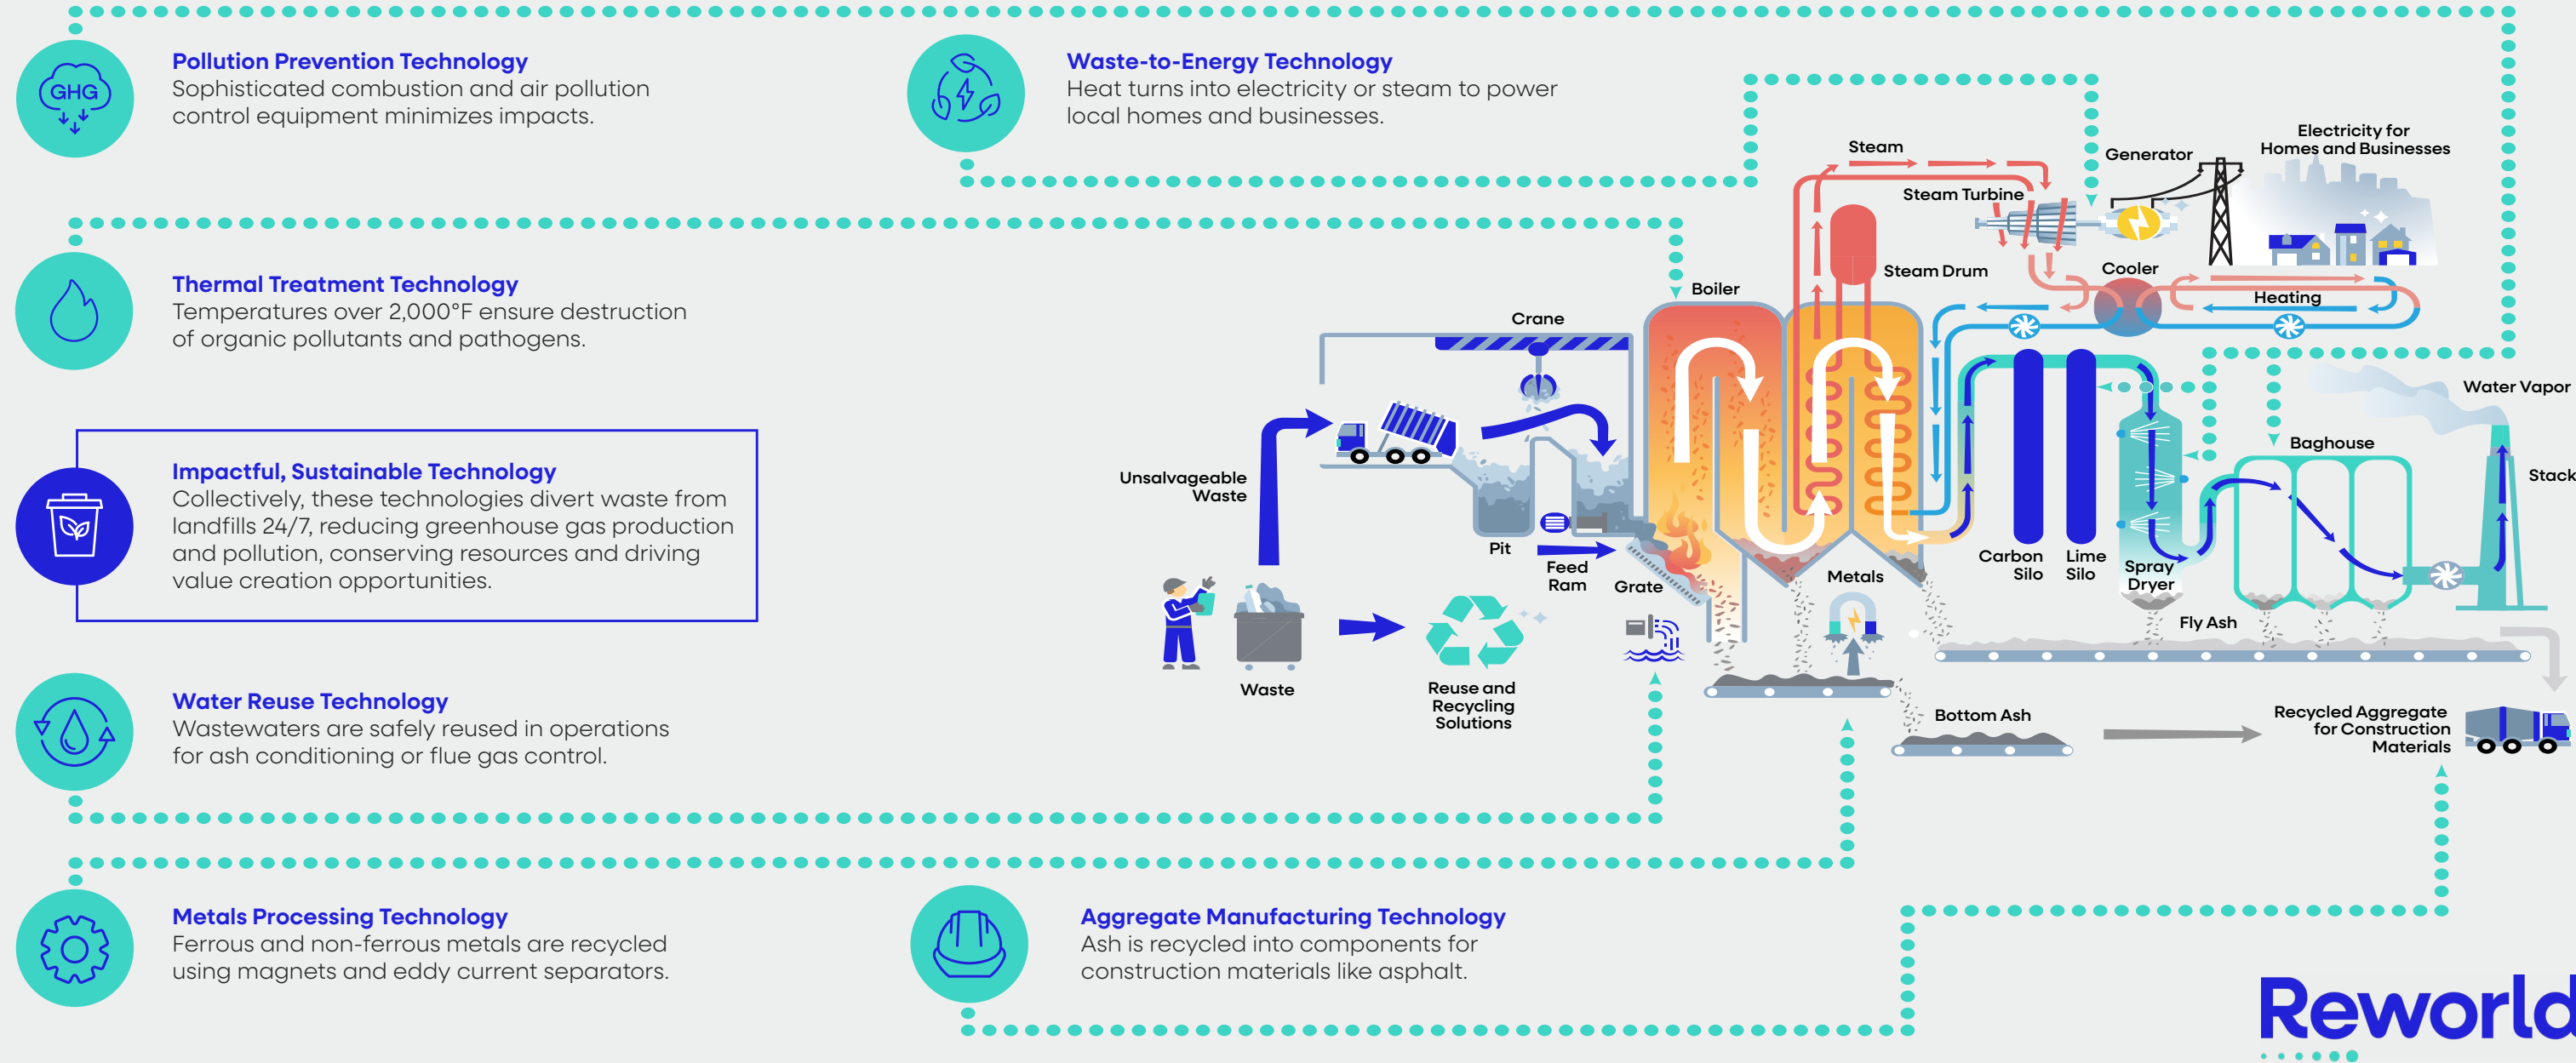 GHG
Pollution Prevention Technology
Sophisticated combustion and air pollution
control equipment minimizes impacts.
Waste-to-Energy Technology
Heat turns into electricity or steam to power
local homes and businesses.
Thermal Treatment Technology
Temperatures over 2,000°F ensure destruction
of organic pollutants and pathogens.
Impactful, Sustainable Technology
Collectively, these technologies divert waste from
landfills 24/7, reducing greenhouse gas production
and pollution, conserving resources and driving
value creation opportunities.
Water Reuse Technology
Wastewaters are safely reused in operations
for ash conditioning or flue gas control.
Metals Processing Technology
Ferrous and non-ferrous metals are recycled
using magnets and eddy current separators.
Aggregate Manufacturing Technology
Ash is recycled into components for
construction materials like asphalt.
Steam
Generator
Electricity for
Homes and Businesses
Steam Turbine
Steam Drum
Cooler
Heating
Boiler
Crane
Water Vapor
Baghouse
Stack
Unsalvageable
Waste
Pit
Feed
Ram
Grate
Metals
Carbon
Silo
Lime
Silo
Spray
Dryer
Fly Ash
Waste
Reuse and
Recycling
Solutions
Bottom Ash
Recycled Aggregate
for Construction
Materials
Reworld